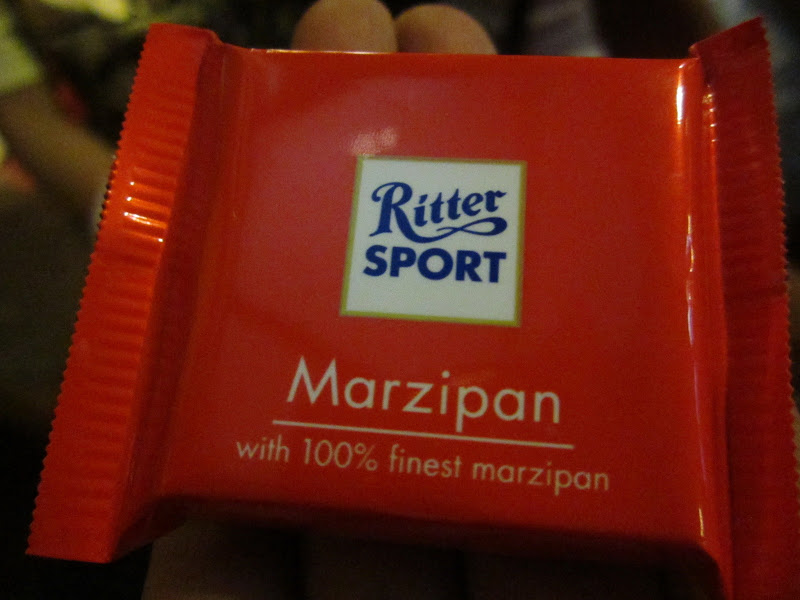 Ritter
SPORT
Marzipan
with 100% finest marzipan